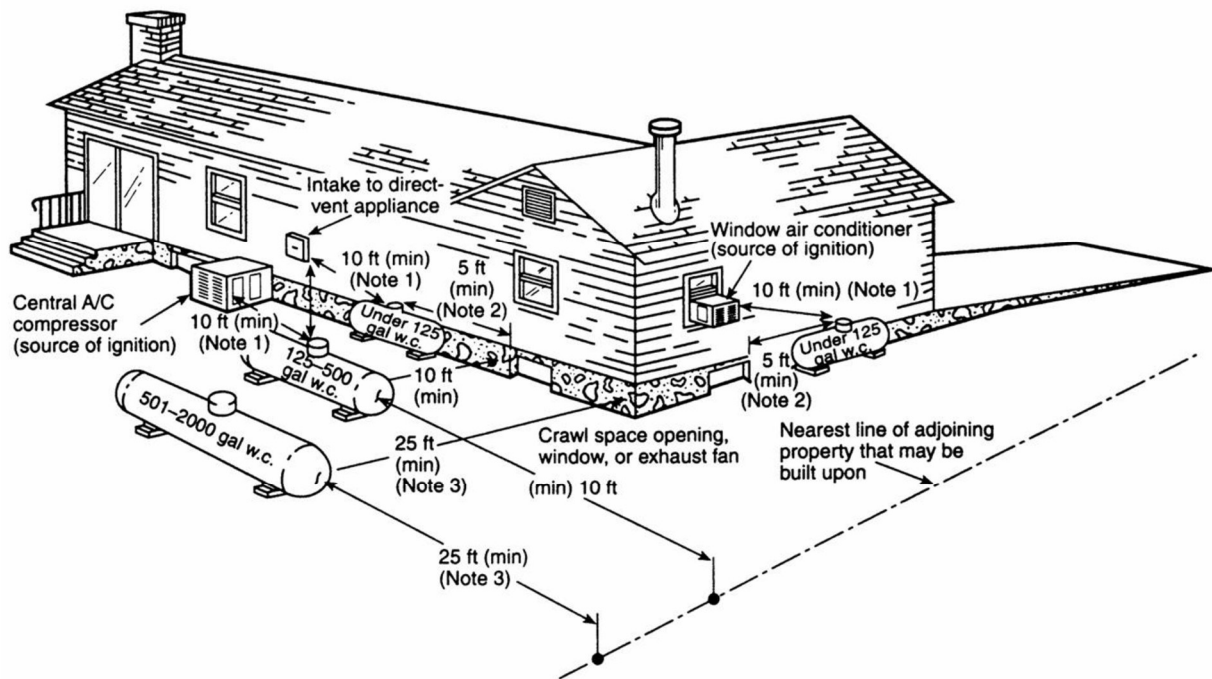 Intake to direct-
vent appliance
Window air conditioner
(source of ignition)
10 ft (min)
(Note 1)
5 ft
(min)
(Note 2)
10 ft (min) (Note 1)
Central A/C
compressor
(source of ignition)
10 ft (min)
(Note 1)
Under 125
gal w.c.
Under 125
gal w.c.
125–500
gal w.c.
10 ft
(min)
5 ft
(min)
(Note 2)
501–2000 gal w.c.
25 ft
(min)
(Note 3)
Crawl space opening,
window, or exhaust fan
Nearest line of adjoining
property that may be
built upon
(min) 10 ft
25 ft (min)
(Note 3)